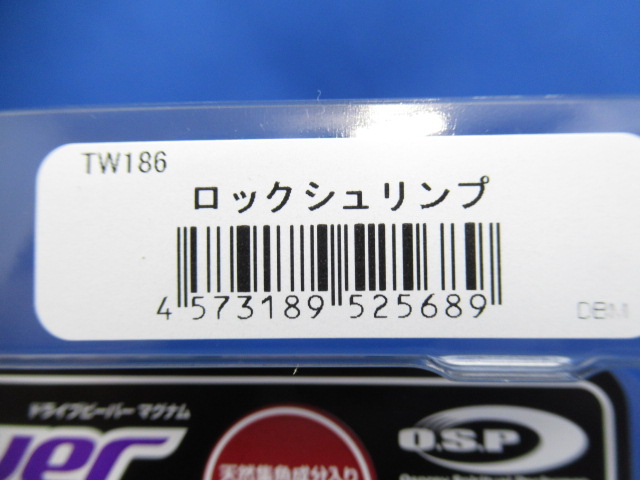 TW186
ロックシュリンプ
4 573189 525689
DBM
ドライブビーバー マグナム
ver
天然集魚成分入り
O.S.P